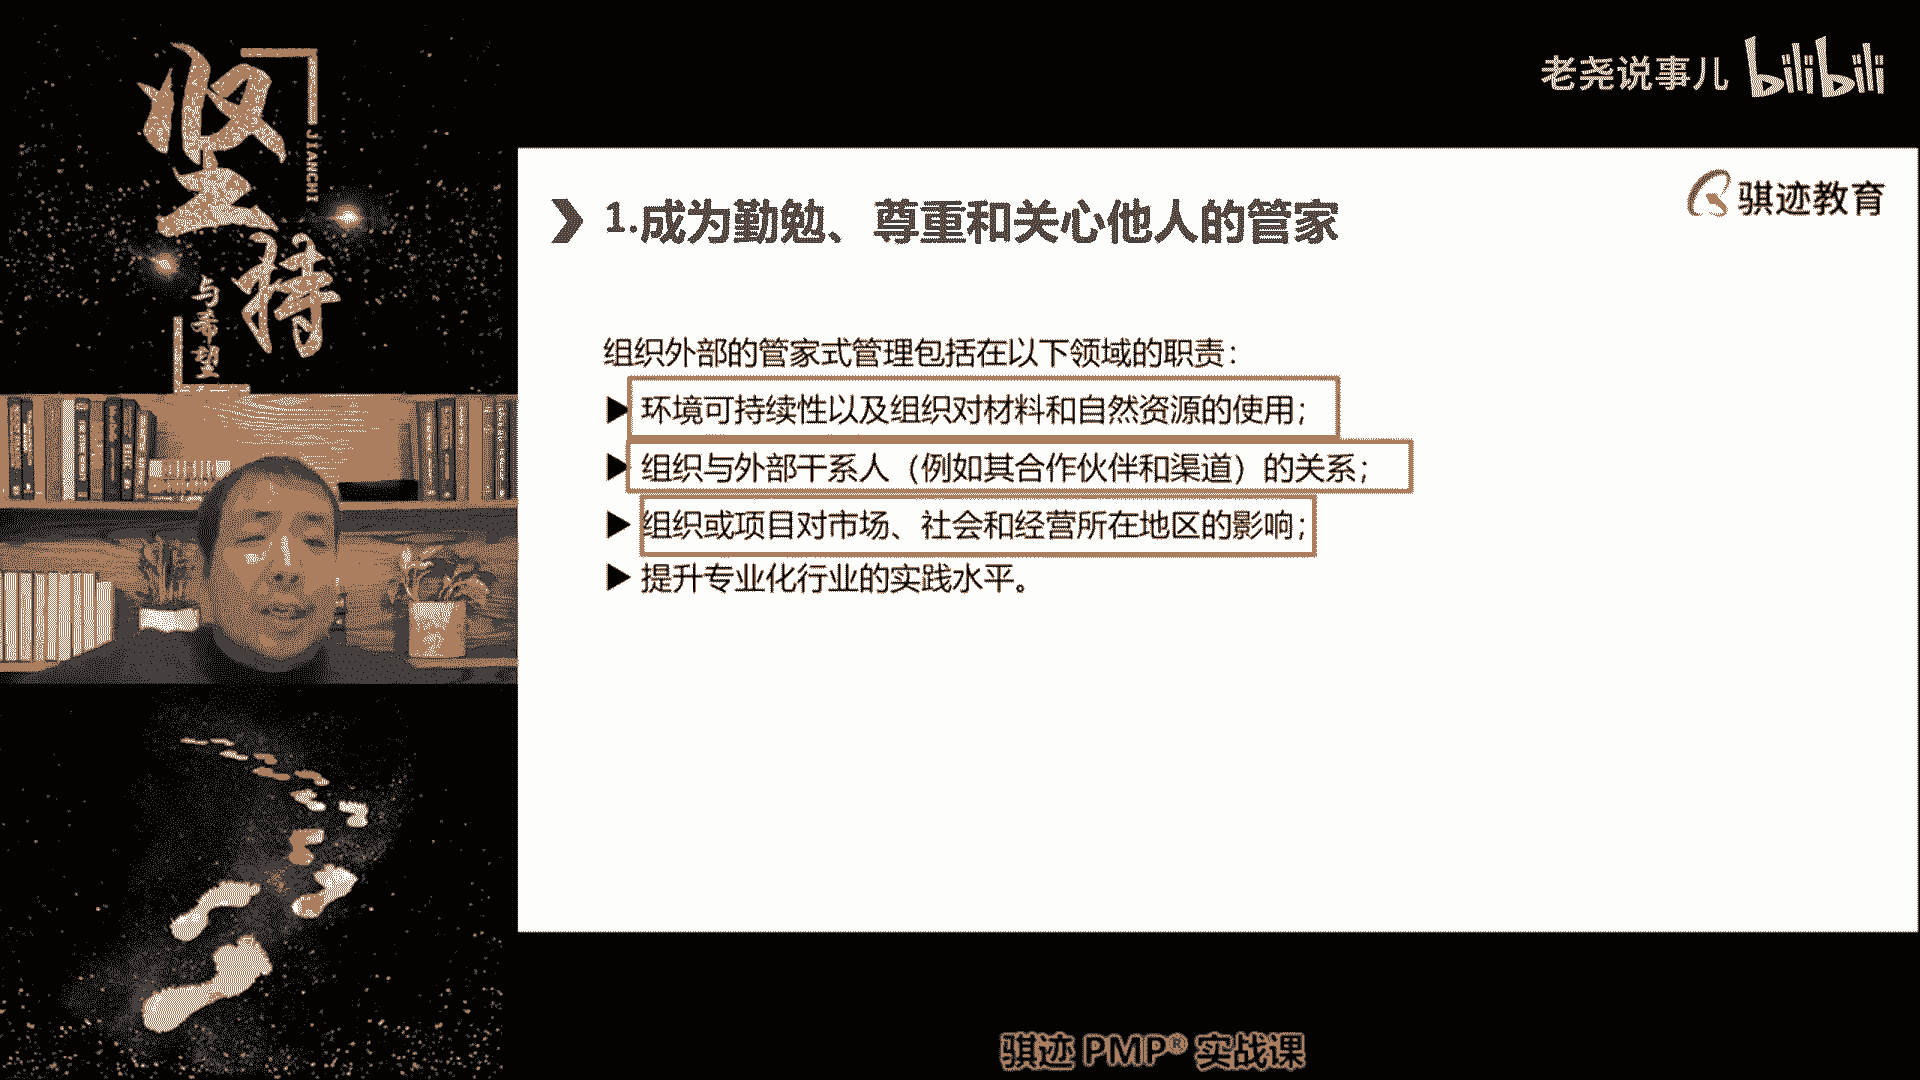 坚持
JIANCHI
与希望
老尧说事儿 bilibili
骐迹教育
1.成为勤勉、尊重和关心他人的管家
组织外部的管家式管理包括在以下领域的职责：
▶ 环境可持续性以及组织对材料和自然资源的使用；
▶ 组织与外部干系人（例如其合作伙伴和渠道）的关系；
▶ 组织或项目对市场、社会和经营所在地区的影响；
▶ 提升专业化行业的实践水平。
骐迹 PMP® 实战课